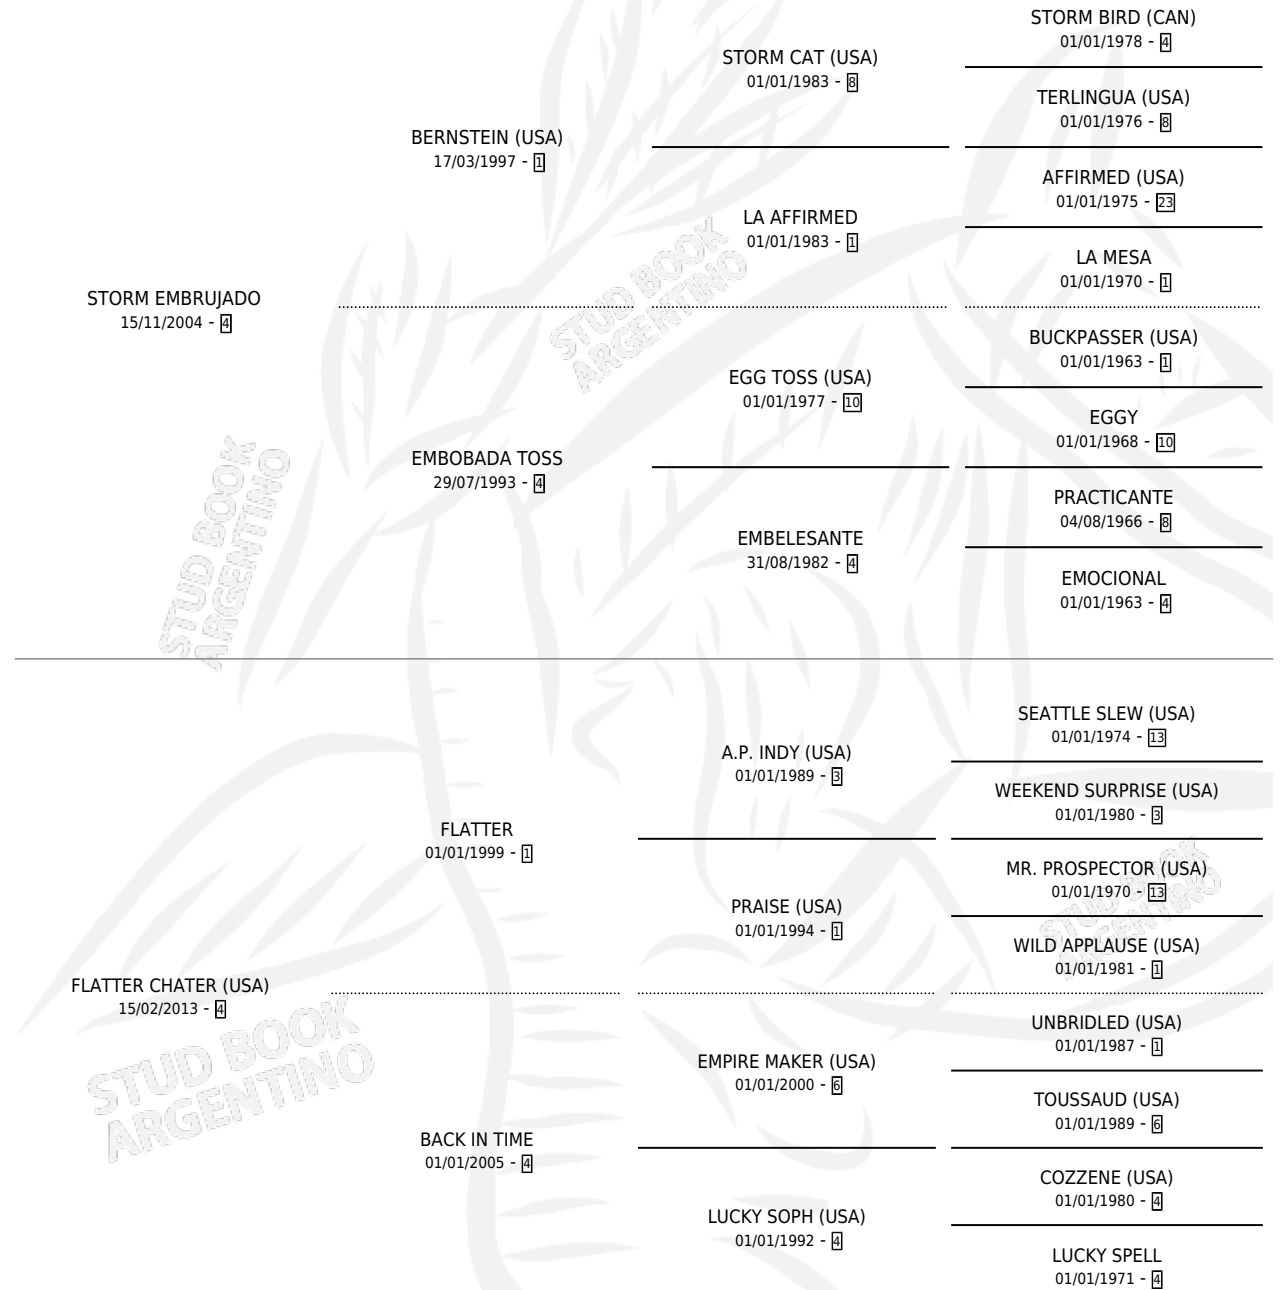 STORM BIRD (CAN)
01/01/1978 - 4
STORM CAT (USA)
01/01/1983 - 8
TERLINGUA (USA)
01/01/1976 - 8
BERNSTEIN (USA)
17/03/1997 - 1
AFFIRMED (USA)
01/01/1975 - 23
LA AFFIRMED
01/01/1983 - 1
LA MESA
01/01/1970 - 1
STORM EMBRUJADO
15/11/2004 - 4
STUD BOOK
ARGENTINO
BUCKPASSER (USA)
01/01/1963 - 1
EGG TOSS (USA)
01/01/1977 - 10
EGGY
01/01/1968 - 10
EMBOBADA TOSS
29/07/1993 - 4
PRACTICANTE
04/08/1966 - 8
EMBELESANTE
31/08/1982 - 4
EMOCIONAL
01/01/1963 - 4
STUD BOOK
ARGENTINO
SEATTLE SLEW (USA)
01/01/1974 - 13
A.P. INDY (USA)
01/01/1989 - 3
WEEKEND SURPRISE (USA)
01/01/1980 - 3
FLATTER
01/01/1999 - 1
MR. PROSPECTOR (USA)
01/01/1970 - 13
PRAISE (USA)
01/01/1994 - 1
WILD APPLAUSE (USA)
01/01/1981 - 1
STUD BOOK
ARGENTINO
FLATTER CHATER (USA)
15/02/2013 - 4
STUD BOOK
ARGENTINO
UNBRIDLED (USA)
01/01/1987 - 1
EMPIRE MAKER (USA)
01/01/2000 - 6
TOUSSAUD (USA)
01/01/1989 - 6
BACK IN TIME
01/01/2005 - 4
COZZENE (USA)
01/01/1980 - 4
LUCKY SOPH (USA)
01/01/1992 - 4
LUCKY SPELL
01/01/1971 - 4